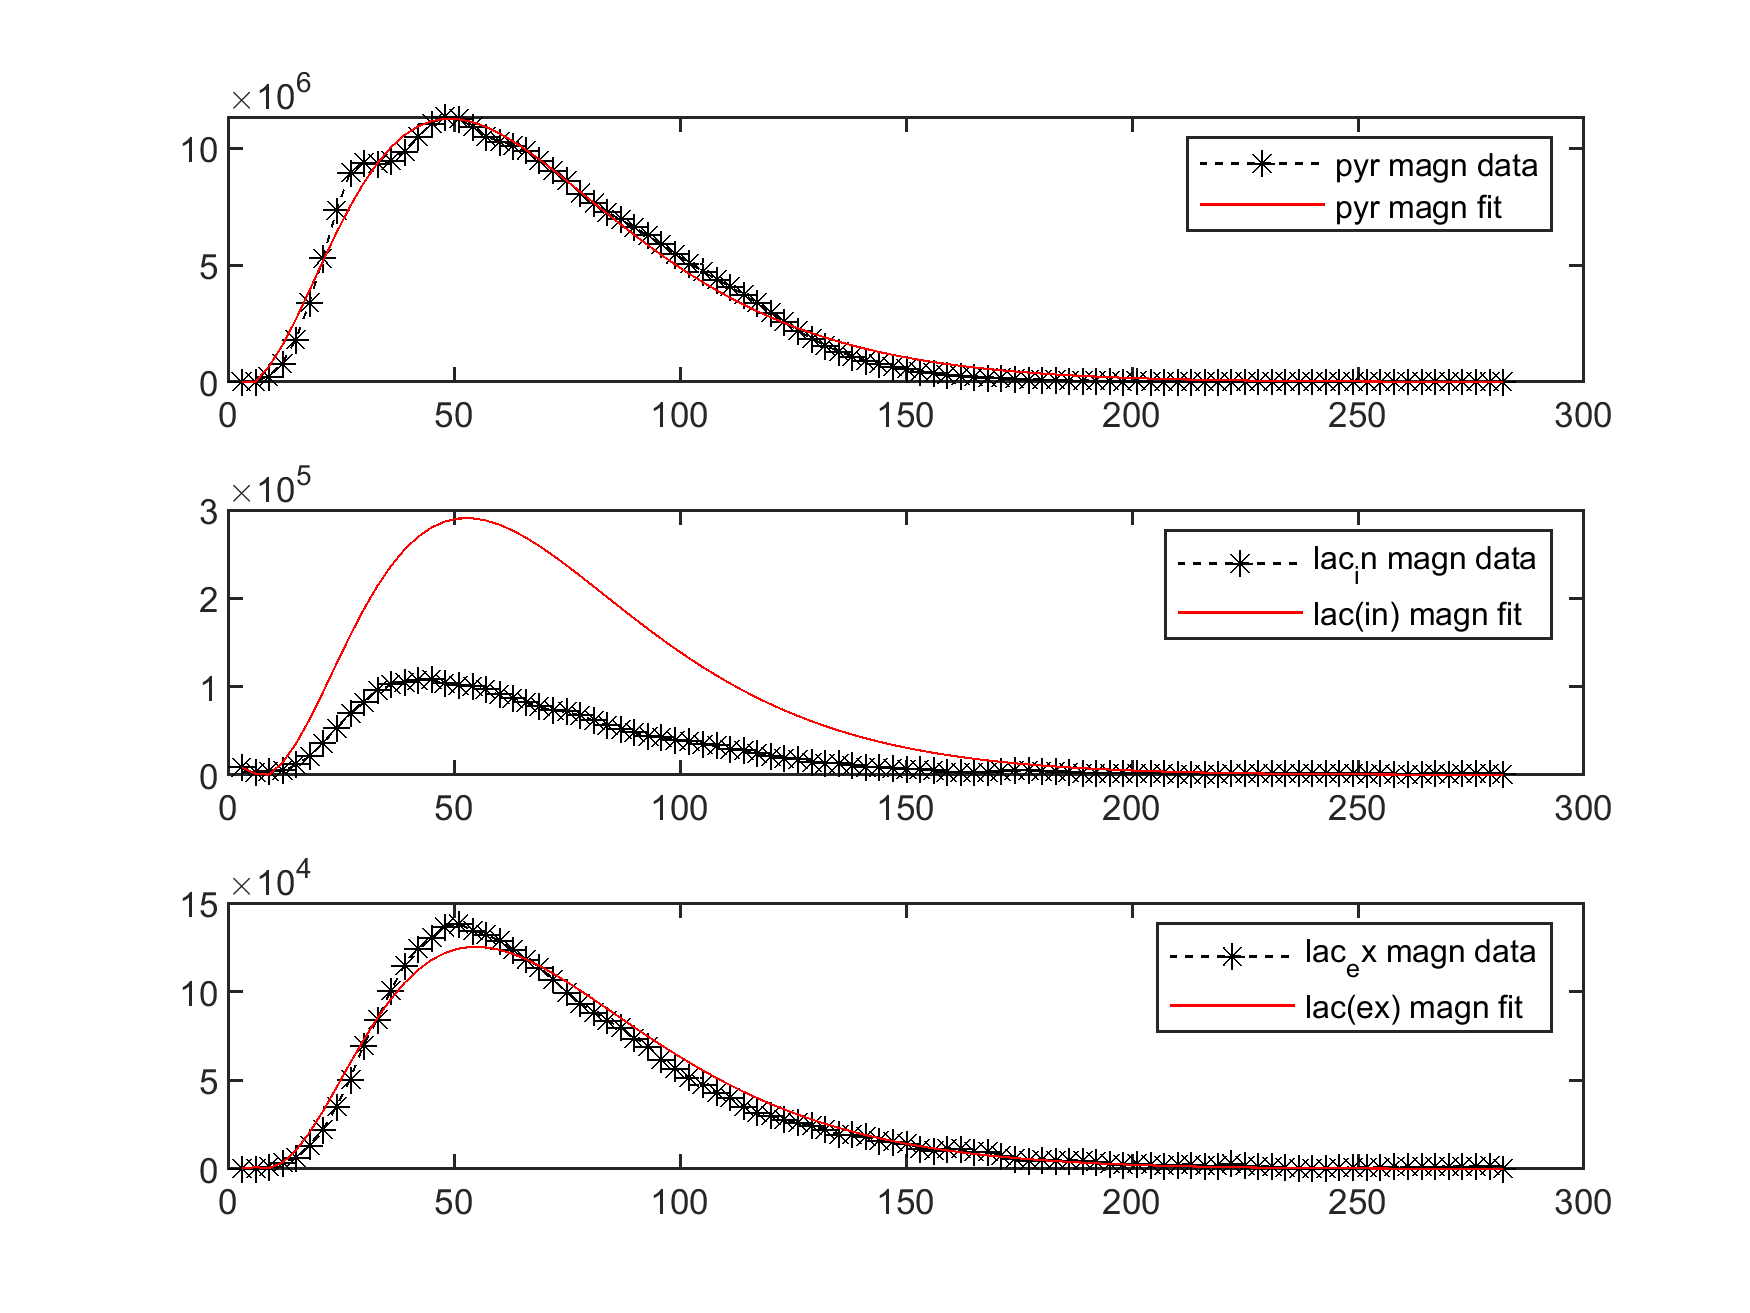 ×10^6
10
5
0
0 50 100 150 200 250 300
pyr magn data
pyr magn fit
×10^5
3
2
1
0
0 50 100 150 200 250 300
lac_in magn data
lac(in) magn fit
×10^4
15
10
5
0
0 50 100 150 200 250 300
lac_ex magn data
lac(ex) magn fit